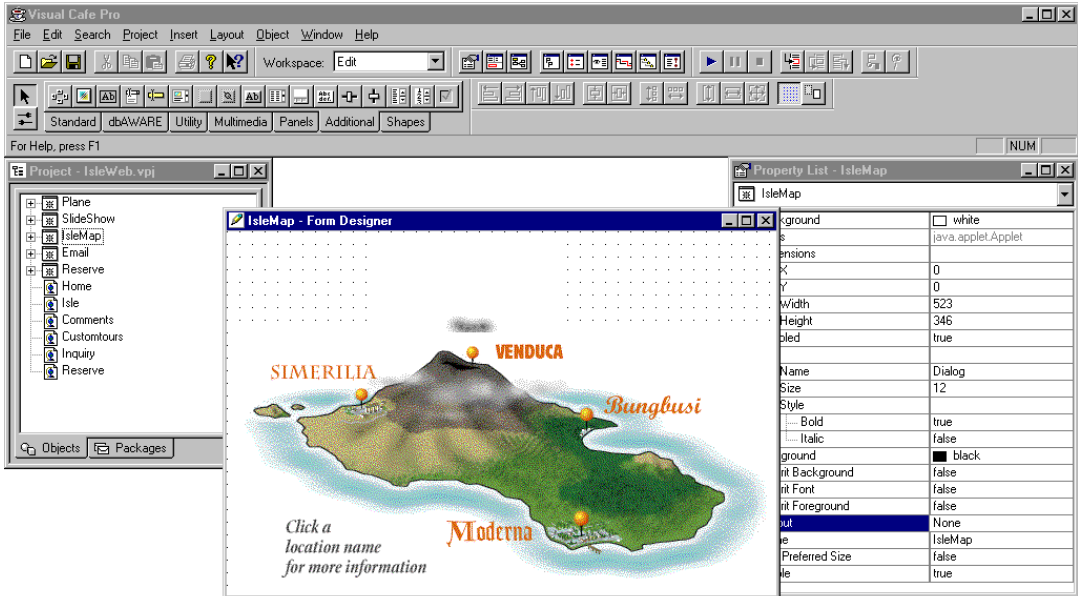 Visual Cafe Pro
File Edit Search Project Insert Layout Object Window Help
Workspace: Edit
Standard dbAWARE Utility Multimedia Panels Additional Shapes
For Help, press F1
NUM
Project - IsleWeb.vpj
Plane
SlideShow
IsleMap
Email
Reserve
Home
Isle
Comments
Customtours
Inquiry
Reserve
Objects Packages
IsleMap - Form Designer
VENDUCA
SIMERILIA
Bungbusi
Moderna
Click a
location name
for more information
Property List - IsleMap
IsleMap
kground white
s java.applet.Applet
ensions
X 0
Y 0
Width 523
Height 346
bled true
Name Dialog
Size 12
Style
Bold true
Italic false
ground black
rit Background false
rit Font false
rit Foreground false
out None
e IsleMap
Preferred Size false
le true